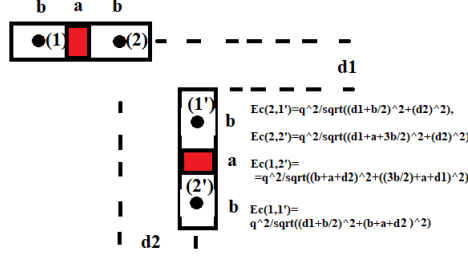 b a b
(1) (2)
d1
(1')
b
a
(2')
b
d2
Ec(2,1')=q^2/sqrt((d1+b/2)^2+(d2)^2),
Ec(2,2')=q^2/sqrt((d1+a+3b/2)^2+(d2)^2)
Ec(1,2')=
=q^2/sqrt((b+a+d2)^2+((3b/2)+a+d1)^2)
Ec(1,1')=
q^2/sqrt((d1+b/2)^2+(b+a+d2 )^2)